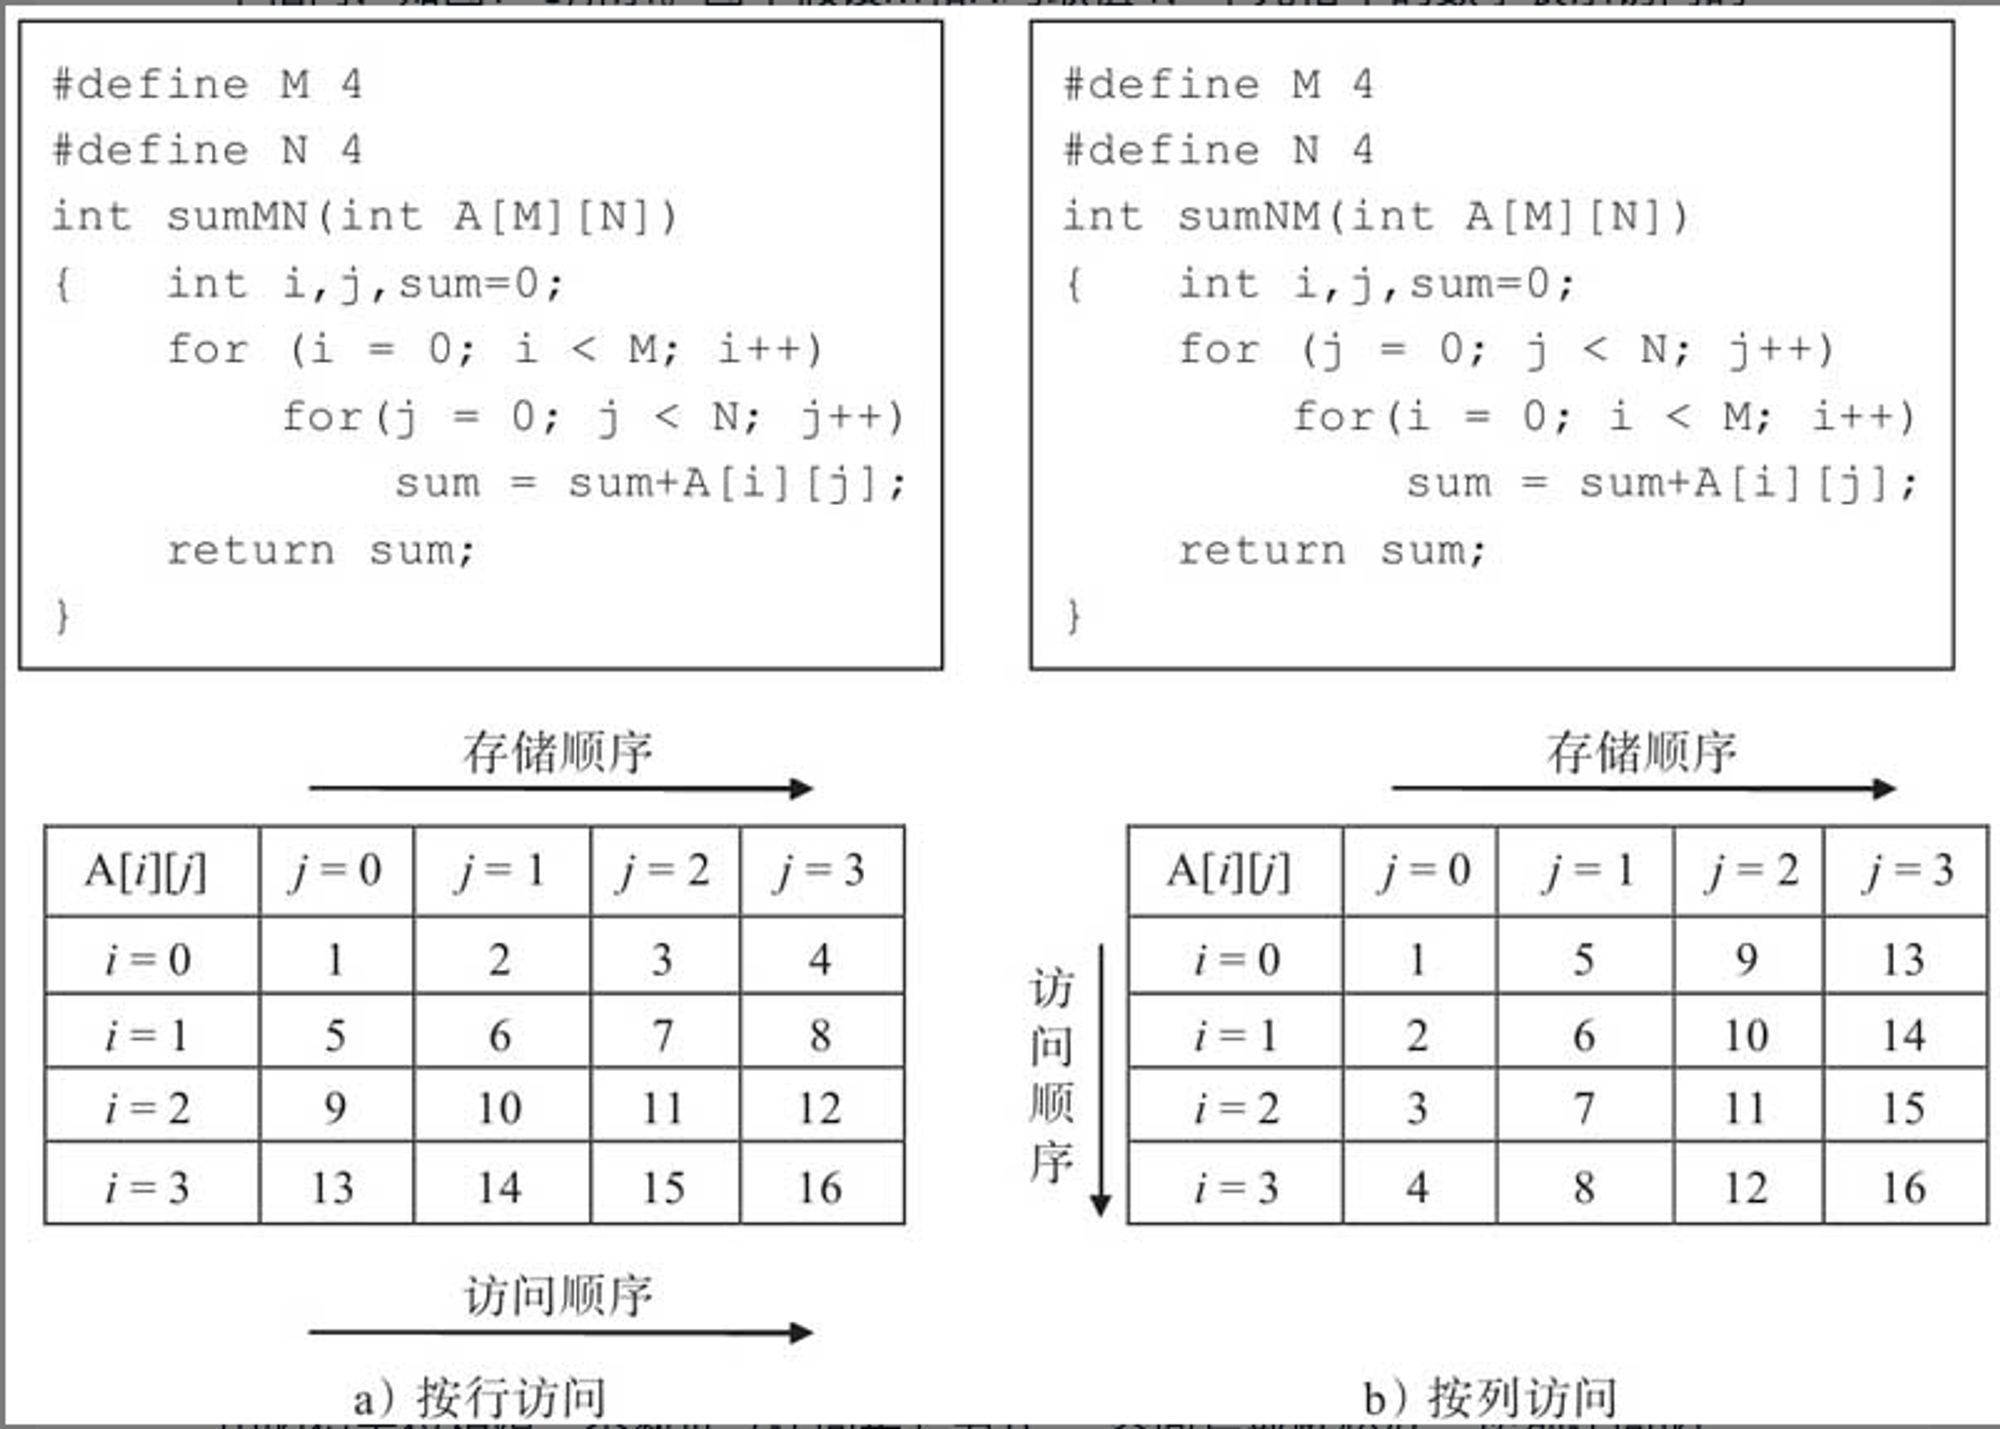 #define M 4
#define N 4
int sumMN(int A[M][N])
{ int i,j,sum=0;
for (i = 0; i < M; i++)
for(j = 0; j < N; j++)
sum = sum+A[i][j];
return sum;
}
#define M 4
#define N 4
int sumNM(int A[M][N])
{ int i,j,sum=0;
for (j = 0; j < N; j++)
for(i = 0; i < M; i++)
sum = sum+A[i][j];
return sum;
}
存储顺序
A[i][j] j = 0 j = 1 j = 2 j = 3
i = 0 1 2 3 4
i = 1 5 6 7 8
i = 2 9 10 11 12
i = 3 13 14 15 16
访问顺序
a) 按行访问
存储顺序
访问顺序
A[i][j] j = 0 j = 1 j = 2 j = 3
i = 0 1 5 9 13
i = 1 2 6 10 14
i = 2 3 7 11 15
i = 3 4 8 12 16
b) 按列访问